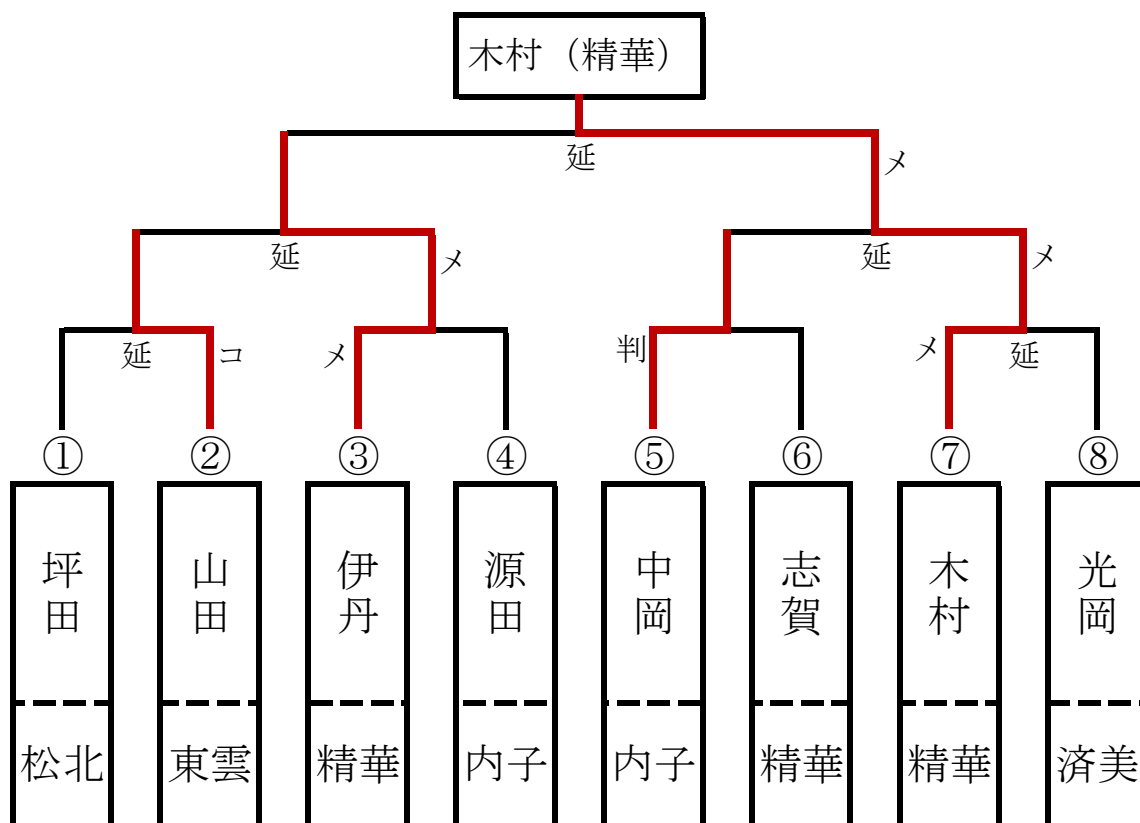 木村（精華）
延
メ
延
メ
延
メ
延
コ
メ
判
メ
延
①
②
③
④
⑤
⑥
⑦
⑧
坪田
山田
伊丹
源田
中岡
志賀
木村
光岡
松北
東雲
精華
内子
内子
精華
精華
済美